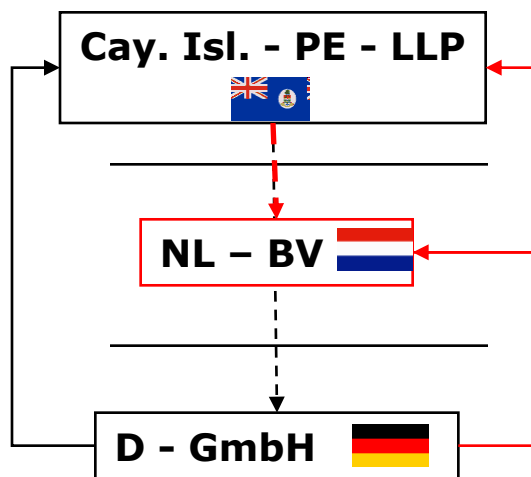 Cay. Isl. - PE - LLP
NL – BV
D - GmbH